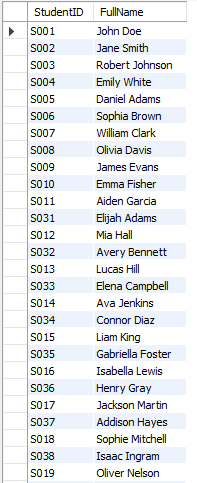 StudentID FullName
S001 John Doe
S002 Jane Smith
S003 Robert Johnson
S004 Emily White
S005 Daniel Adams
S006 Sophia Brown
S007 William Clark
S008 Olivia Davis
S009 James Evans
S010 Emma Fisher
S011 Aiden Garcia
S031 Elijah Adams
S012 Mia Hall
S032 Avery Bennett
S013 Lucas Hill
S033 Elena Campbell
S014 Ava Jenkins
S034 Connor Diaz
S015 Liam King
S035 Gabriella Foster
S016 Isabella Lewis
S036 Henry Gray
S017 Jackson Martin
S037 Addison Hayes
S018 Sophie Mitchell
S038 Isaac Ingram
S019 Oliver Nelson